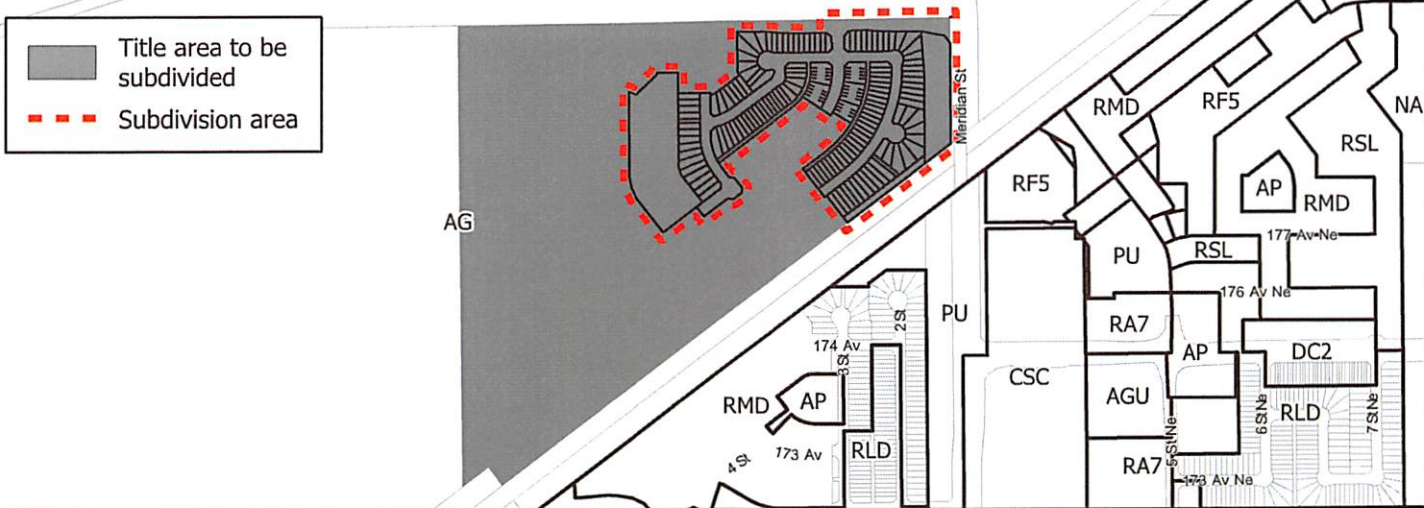 Title area to be
subdivided
Subdivision area
AG
Meridian St
RMD
RF5
NA
RSL
RF5
AP
RMD
177 Av Ne
PU
RSL
176 Av Ne
PU
RA7
2 St
174 Av
3 St
AP
DC2
CSC
RMD
AP
AGU
RLD
6 St Ne
7 St Ne
173 Av
RLD
4 St
RA7
5 St Ne
173 Av Ne